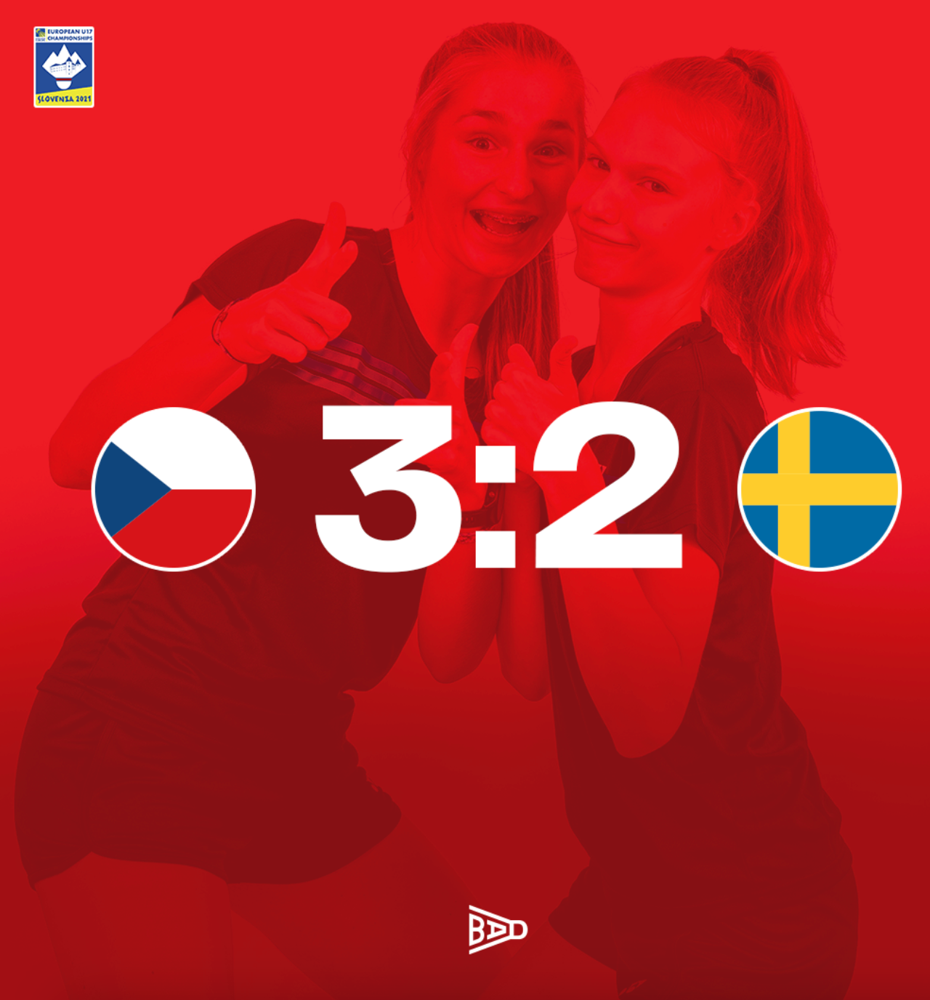 EUROPEAN U17
CHAMPIONSHIPS
SLOVENIA 2021
3:2
BAD